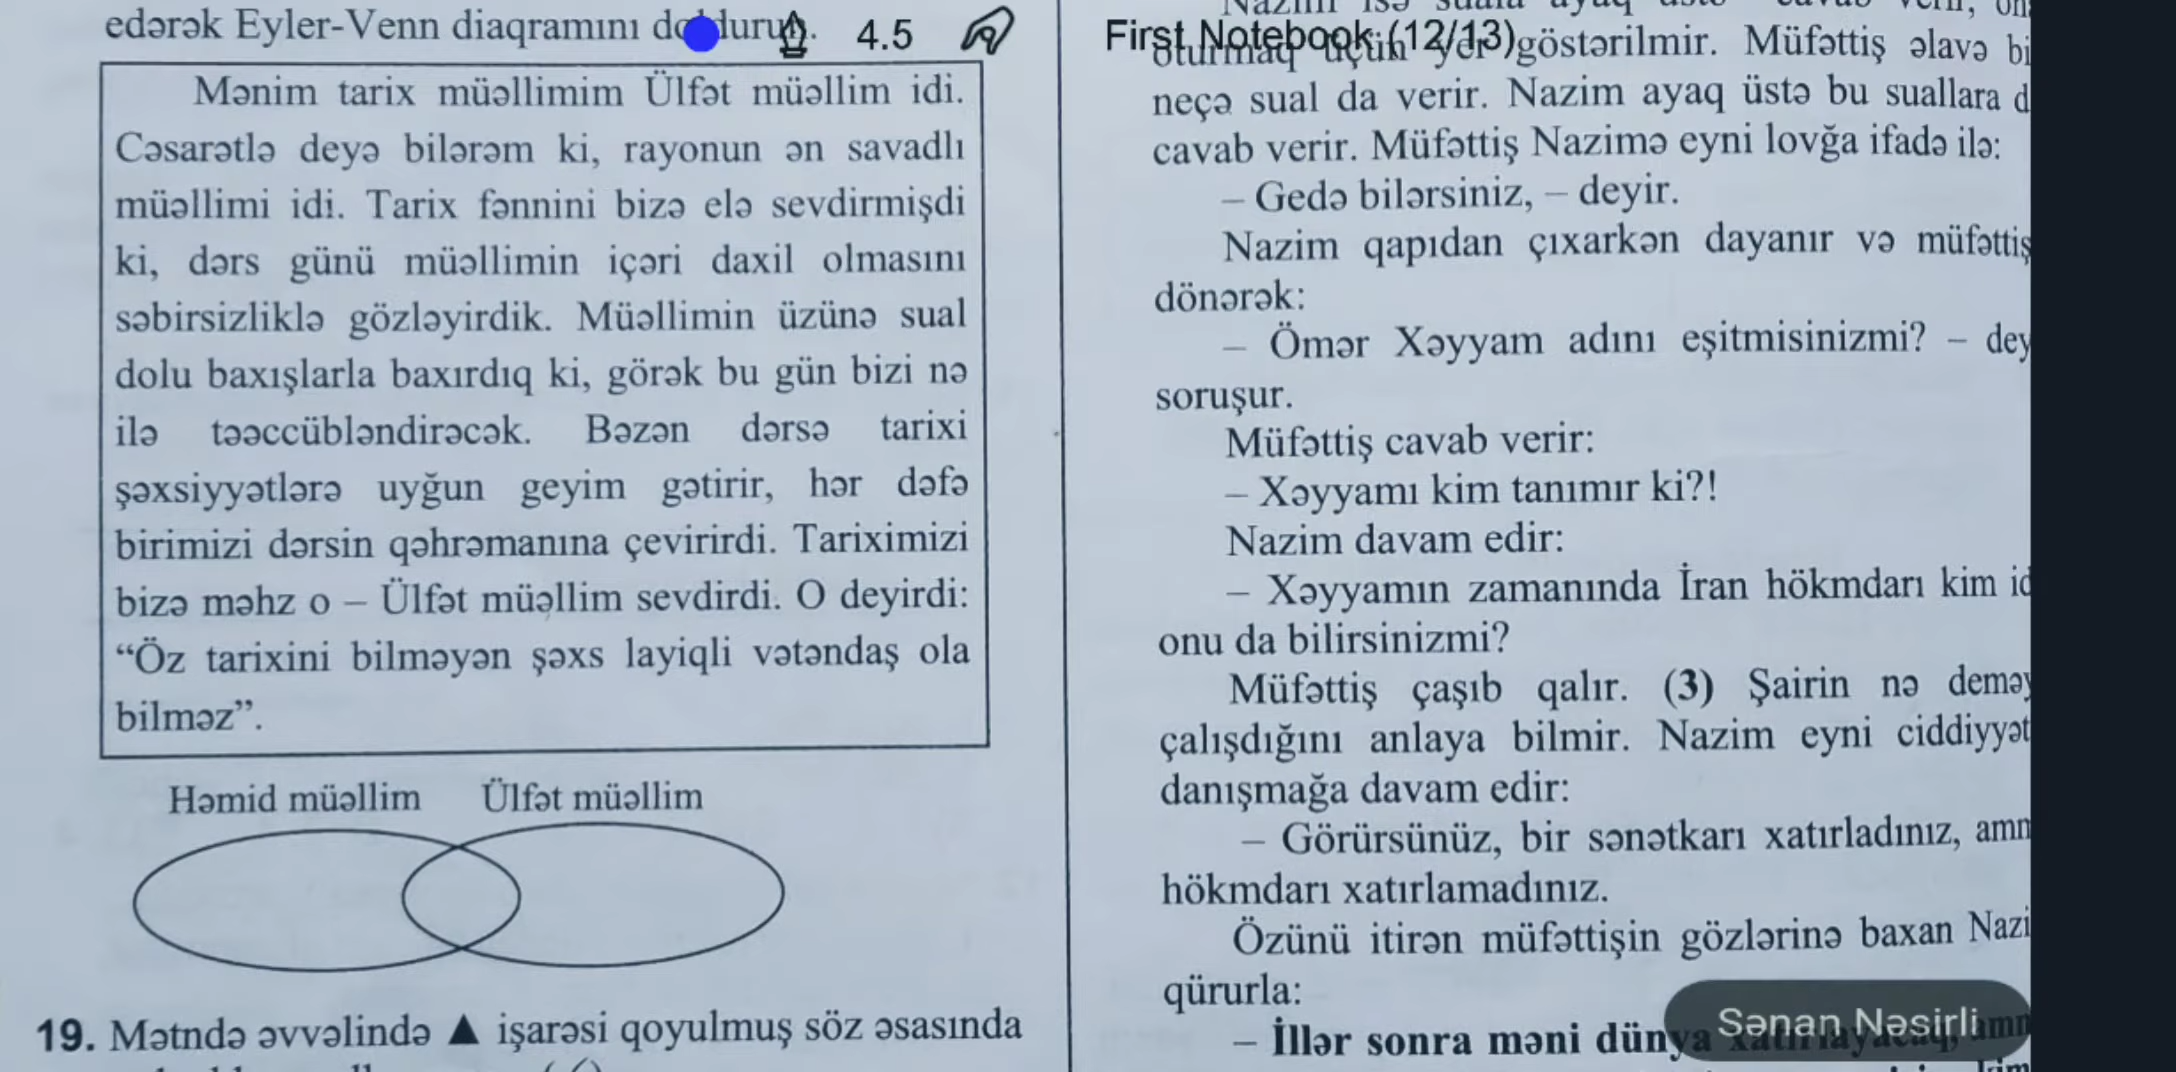 edərək Eyler-Venn diaqramını
4.5
Mənim tarix müəllimim Ülfət müəllim idi.
Cəsarətlə deyə bilərəm ki, rayonun ən savadlı
müəllimi idi. Tarix fənnini bizə elə sevdirmişdi
ki, dərs günü müəllimin içəri daxil olmasını
səbirsizliklə gözləyirdik. Müəllimin üzünə sual
dolu baxışlarla baxırdıq ki, görək bu gün bizi nə
ilə təəccübləndirəcək. Bəzən dərsə tarixi
şəxsiyyətlərə uyğun geyim gətirir, hər dəfə
birimizi dərsin qəhrəmanına çevirirdi. Tariximizi
bizə məhz o – Ülfət müəllim sevdirdi. O deyirdi:
“Öz tarixini bilməyən şəxs layiqli vətəndaş ola
bilməz”.
Həmid müəllim Ülfət müəllim
19. Mətndə əvvəlində ▲ işarəsi qoyulmuş söz əsasında
First Notebook (12/13)
göstərilmir. Müfəttiş əlavə bi
neçə sual da verir. Nazim ayaq üstə bu suallara d
cavab verir. Müfəttiş Nazimə eyni lovğa ifadə ilə:
– Gedə bilərsiniz, – deyir.
Nazim qapıdan çıxarkən dayanır və müfəttiş
dönərək:
– Ömər Xəyyam adını eşitmisinizmi? – dey
soruşur.
Müfəttiş cavab verir:
– Xəyyamı kim tanımır ki?!
Nazim davam edir:
– Xəyyamın zamanında İran hökmdarı kim id
onu da bilirsinizmi?
Müfəttiş çaşıb qalır. (3) Şairin nə deməy
çalışdığını anlaya bilmir. Nazim eyni ciddiyyət
danışmağa davam edir:
– Görürsünüz, bir sənətkarı xatırladınız, amm
hökmdarı xatırlamadınız.
Özünü itirən müfəttişin gözlərinə baxan Nazi
qürurla:
– İllər sonra məni dünya
Sənan Nəsirli